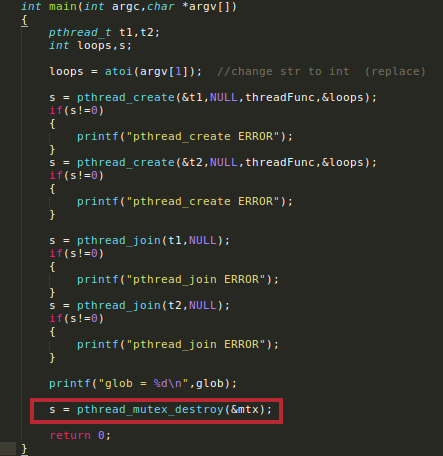 int main(int argc,char *argv[])
{
pthread_t t1,t2;
int loops,s;
loops = atoi(argv[1]);  //change str to int  (replace)
s = pthread_create(&t1,NULL,threadFunc,&loops);
if(s!=0)
{
printf("pthread_create ERROR");
}
s = pthread_create(&t2,NULL,threadFunc,&loops);
if(s!=0)
{
printf("pthread_create ERROR");
}
s = pthread_join(t1,NULL);
if(s!=0)
{
printf("pthread_join ERROR");
}
s = pthread_join(t2,NULL);
if(s!=0)
{
printf("pthread_join ERROR");
}
printf("glob = %d\n",glob);
s = pthread_mutex_destroy(&mtx);
return 0;
}